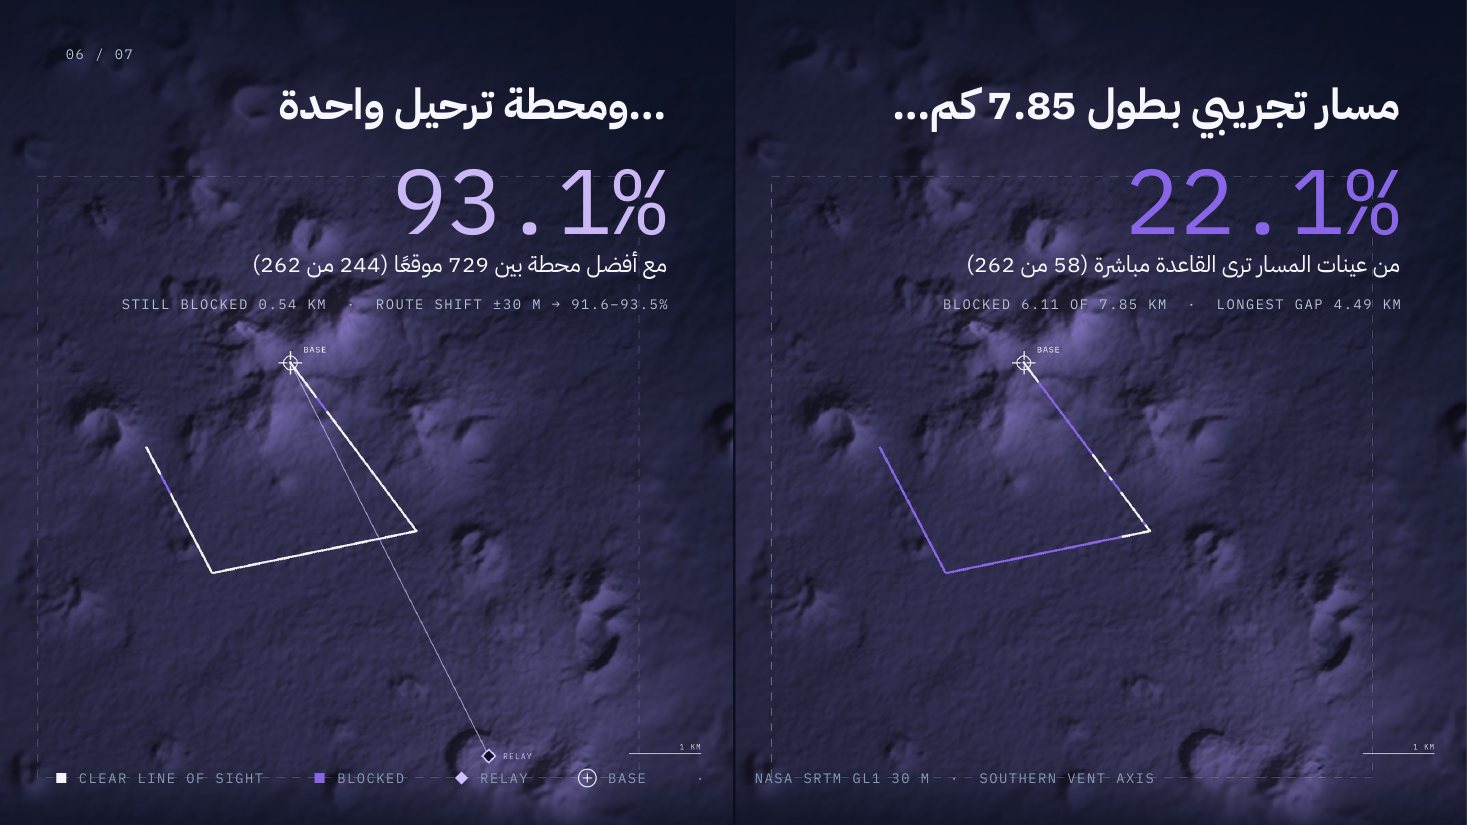 06 / 07
مسار تجريبي بطول 7.85 كم...
22.1%
من عينات المسار ترى القاعدة مباشرة (58 من 262)
BLOCKED 6.11 OF 7.85 KM · LONGEST GAP 4.49 KM
BASE
1 KM
...ومحطة ترحيل واحدة
93.1%
مع أفضل محطة بين 729 موقعًا (244 من 262)
STILL BLOCKED 0.54 KM · ROUTE SHIFT ±30 M → 91.6–93.5%
BASE
RELAY
1 KM
CLEAR LINE OF SIGHT BLOCKED RELAY BASE · NASA SRTM GL1 30 M · SOUTHERN VENT AXIS